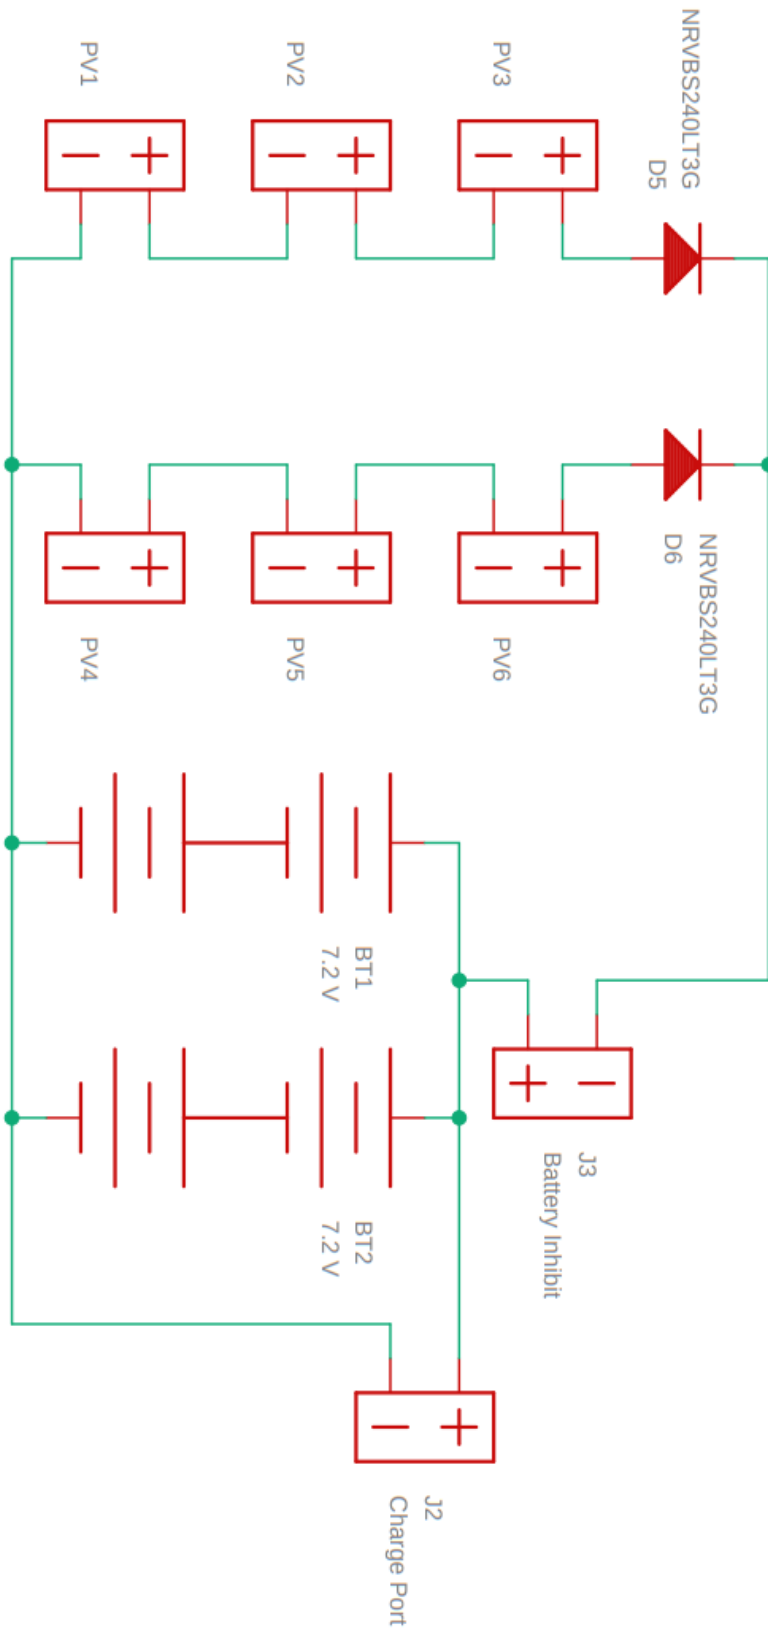 PV1
PV2
PV3
NRVBS240LT3G
D5
PV4
PV5
PV6
NRVBS240LT3G
D6
BT1
7.2 V
BT2
7.2 V
J3
Battery Inhibit
J2
Charge Port